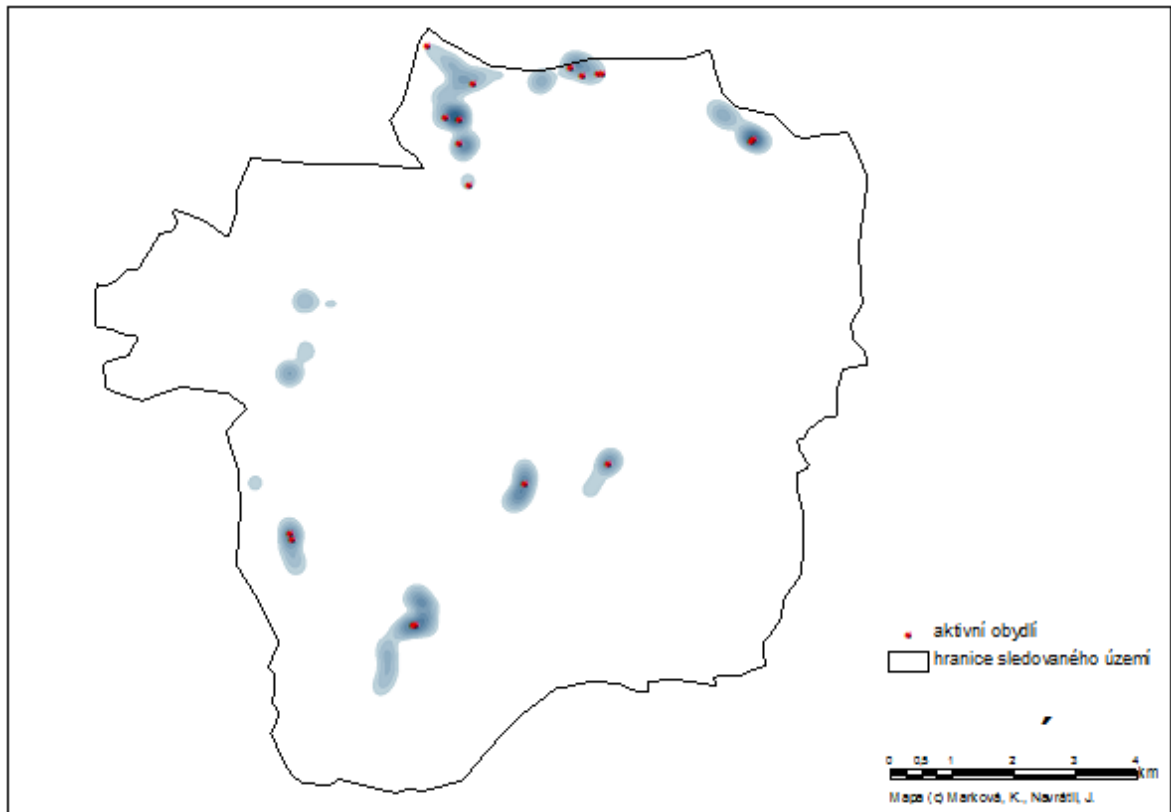 aktivní obydlí
hranice sledovaného území
0 0,5 1 2 3 4
km
Mapa (c) Marková, K., Navrátil, J.